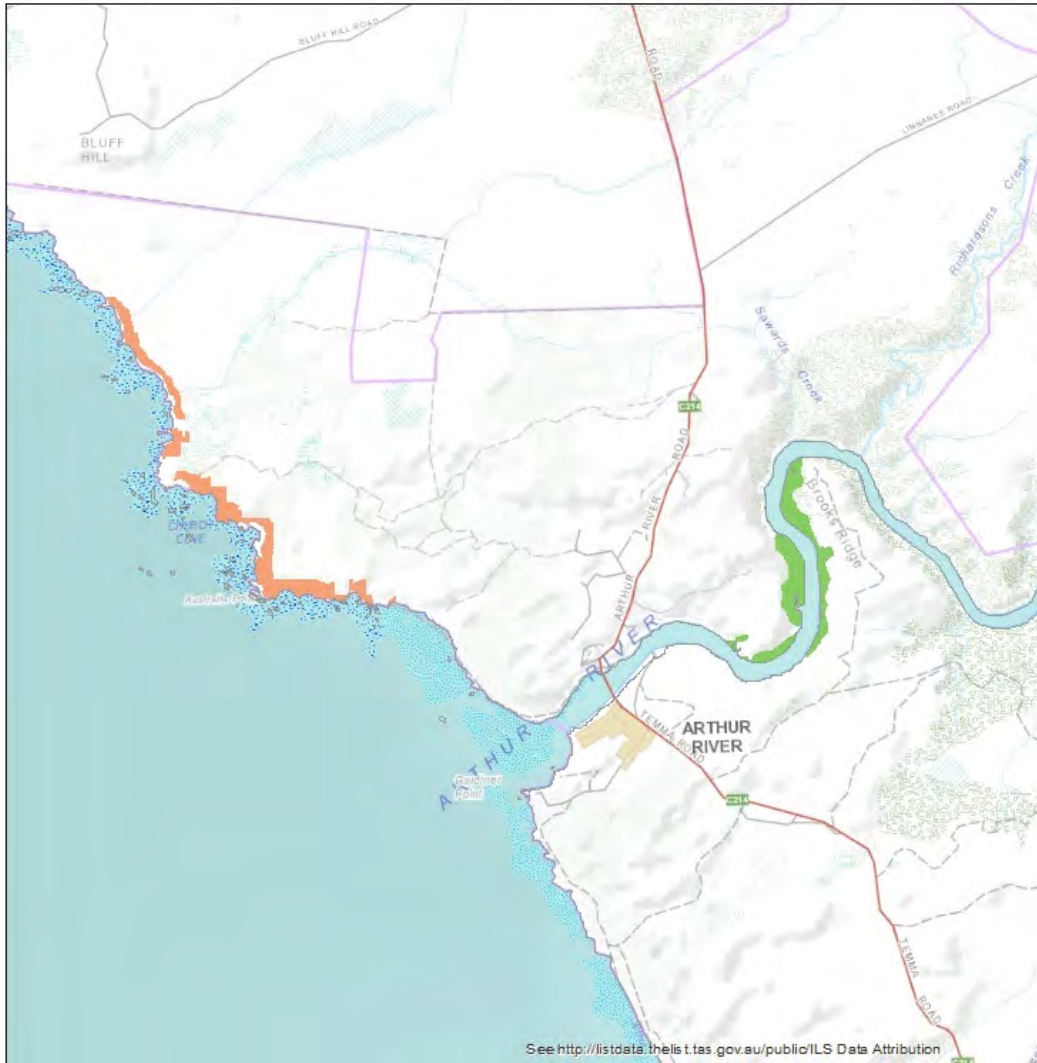 BLUFF HILL ROAD
ROAD
LINNANES ROAD
BLUFF
HILL
Richardsons Creek
Sawards Creek
C214
ROAD
RIVER
ARTHUR
Brooks Ridge
CHURCH
COVE
ARTHUR RIVER
TEMMA ROAD
ARTHUR
RIVER
Gardiner
Point
C214
TEMMA ROAD
C214
See http://listdata.thelist.tas.gov.au/public/ILS Data Attribution